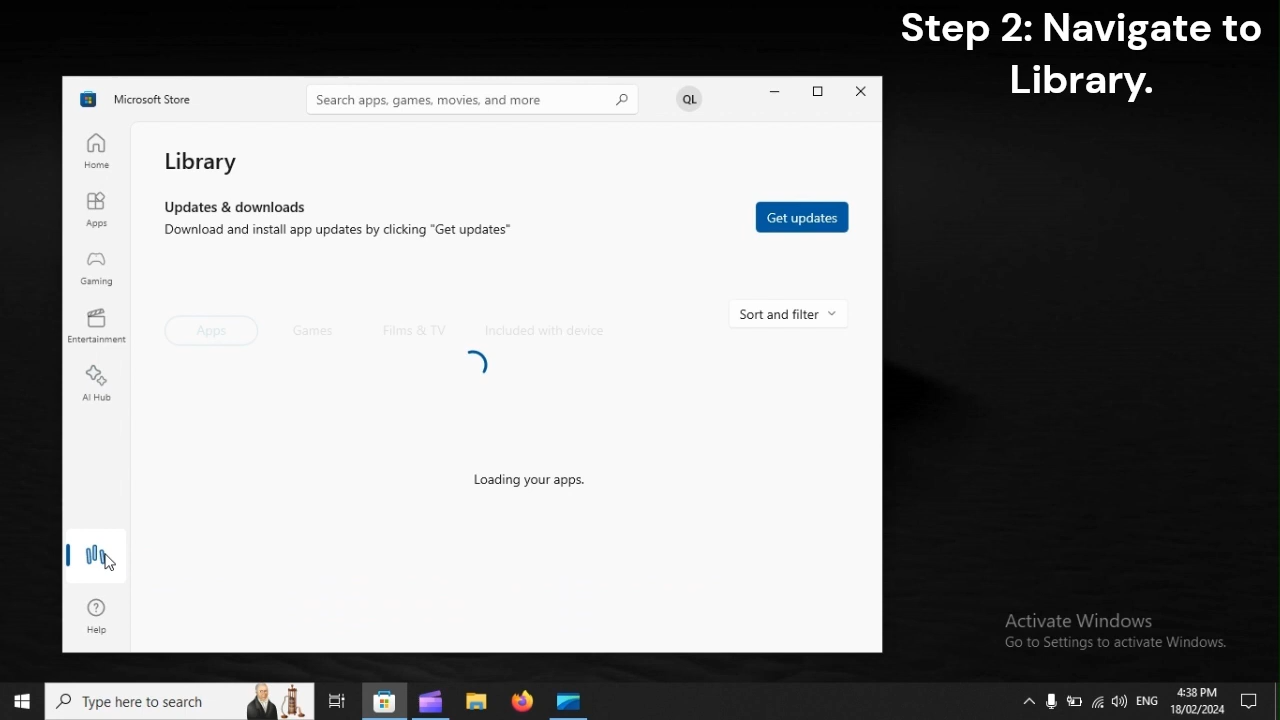 Step 2: Navigate to
Library.
Microsoft Store
Search apps, games, movies, and more
QL
Home
Apps
Gaming
Entertainment
AI Hub
Help
Library
Updates & downloads
Download and install app updates by clicking "Get updates"
Get updates
Apps
Games
Films & TV
Included with device
Sort and filter
Loading your apps.
Activate Windows
Go to Settings to activate Windows.
Type here to search
ENG
4:38 PM
18/02/2024